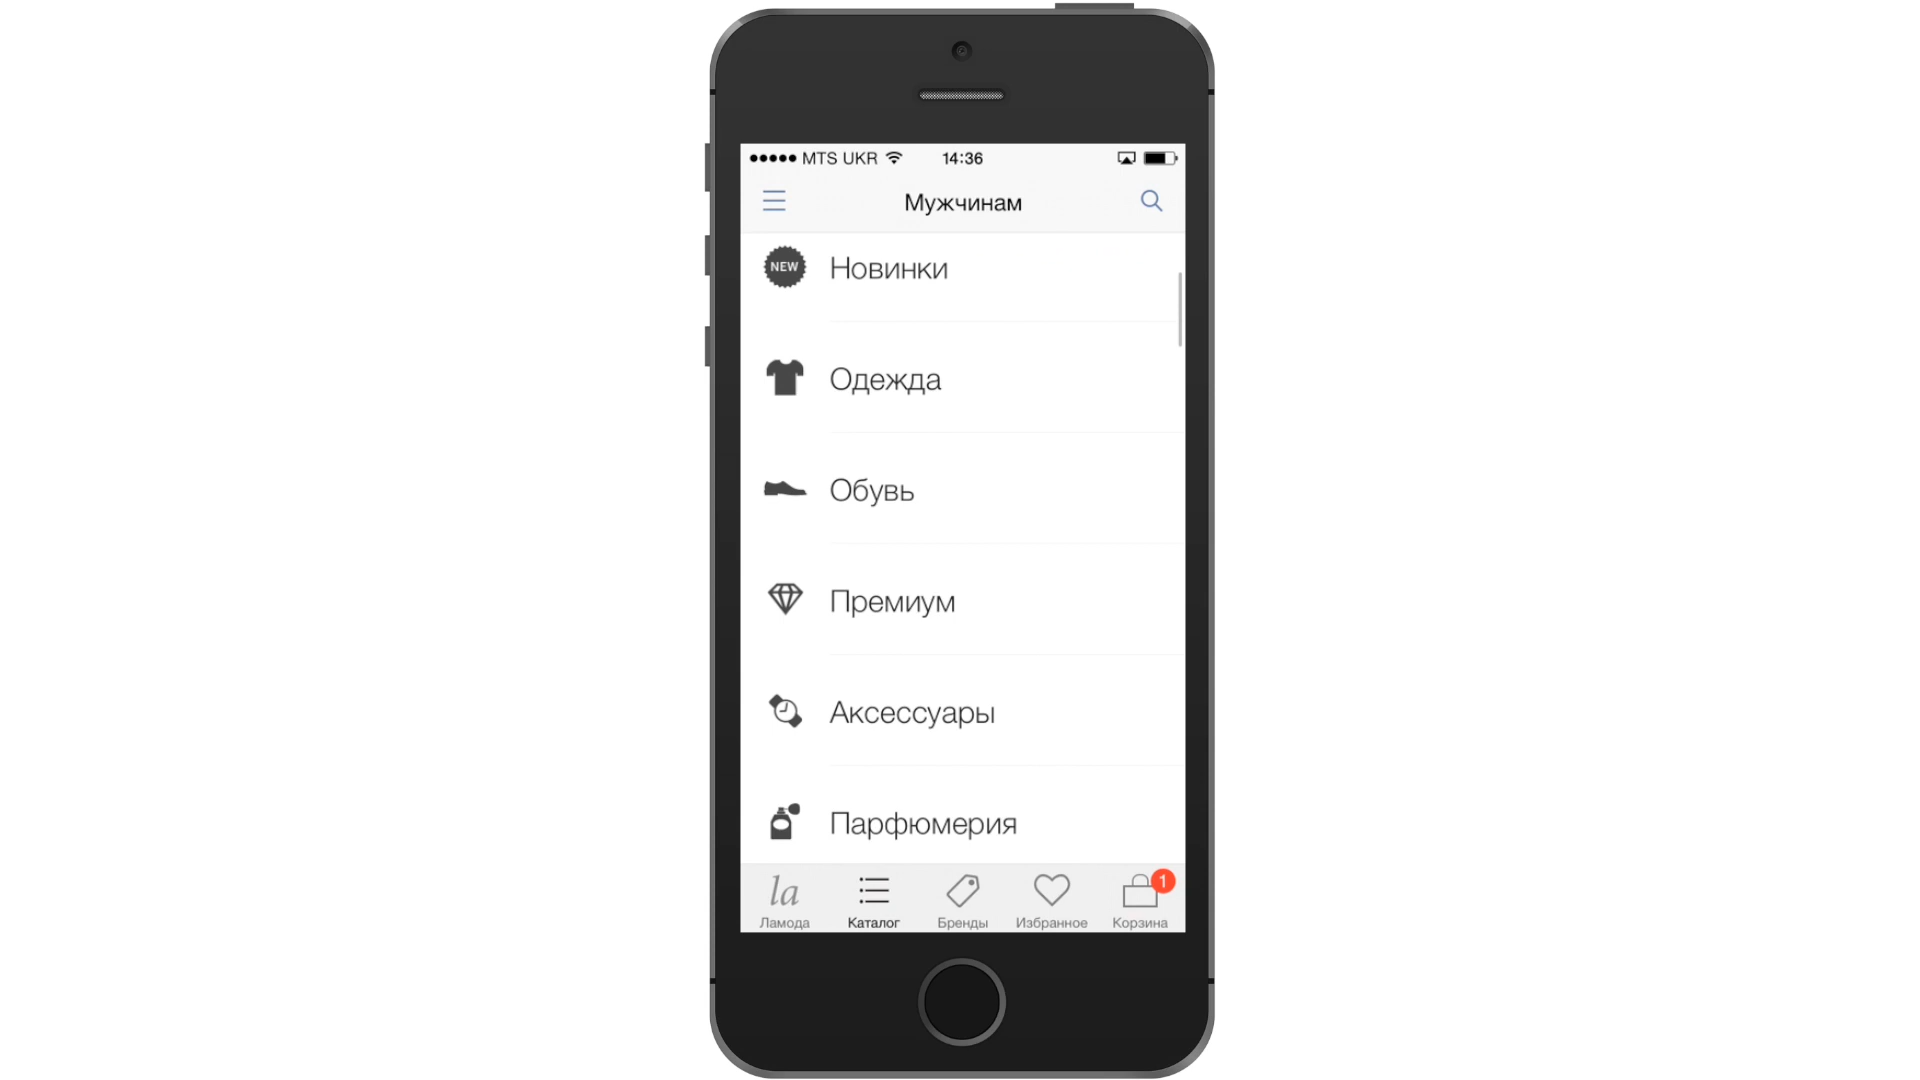 MTS UKR 14:36
Мужчинам
NEW Новинки
Одежда
Обувь
Премиум
Аксессуары
Парфюмерия
la
1
Ламода Каталог Бренды Избранное Корзина